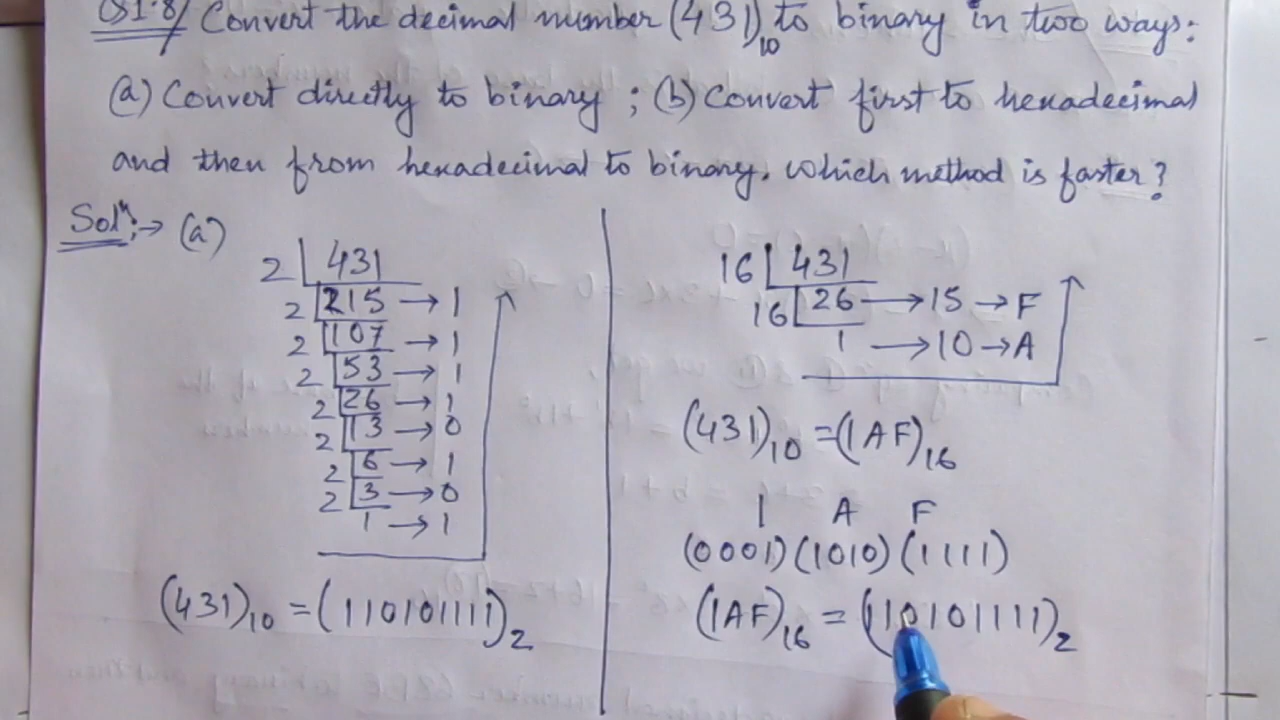 Q1.8/ Convert the decimal number (431)10 to binary in two ways:
(a) Convert directly to binary ; (b) Convert first to hexadecimal
and then from hexadecimal to binary. Which method is faster?
Solⁿ:→ (a)
2 | 431
2 | 215 → 1
2 | 107 → 1
2 | 53 → 1
2 | 26 → 1
2 | 13 → 0
2 | 6 → 1
2 | 3 → 0
1 → 1
(431)10 = (110101111)2
16 | 431
16 | 26 → 15 → F
1 → 10 → A
(431)10 = (1AF)16
1 A F
(0001) (1010) (1111)
(1AF)16 = (110101111)2